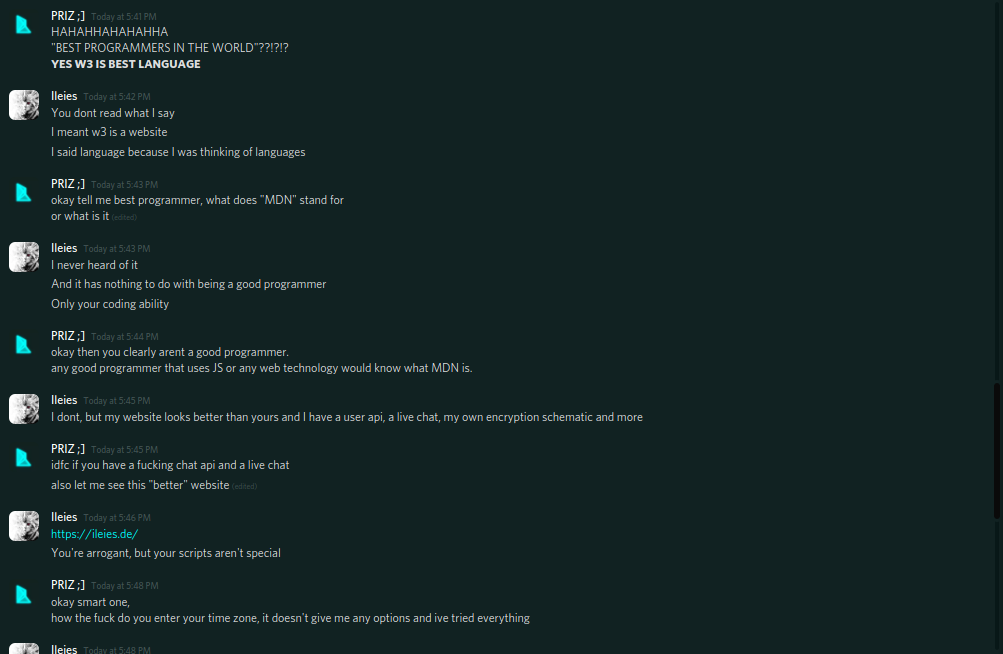 PRIZ ;] Today at 5:41 PM
HAHAHHAHAHAHHA
"BEST PROGRAMMERS IN THE WORLD"??!?!?
YES W3 IS BEST LANGUAGE
Ileies Today at 5:42 PM
You dont read what I say
I meant w3 is a website
I said language because I was thinking of languages
PRIZ ;] Today at 5:43 PM
okay tell me best programmer, what does "MDN" stand for
or what is it (edited)
Ileies Today at 5:43 PM
I never heard of it
And it has nothing to do with being a good programmer
Only your coding ability
PRIZ ;] Today at 5:44 PM
okay then you clearly arent a good programmer.
any good programmer that uses JS or any web technology would know what MDN is.
Ileies Today at 5:45 PM
I dont, but my website looks better than yours and I have a user api, a live chat, my own encryption schematic and more
PRIZ ;] Today at 5:45 PM
idfc if you have a fucking chat api and a live chat
also let me see this "better" website (edited)
Ileies Today at 5:46 PM
https://ileies.de/
You're arrogant, but your scripts aren't special
PRIZ ;] Today at 5:48 PM
okay smart one,
how the fuck do you enter your time zone, it doesn't give me any options and ive tried everything
Ileies Today at 5:48 PM